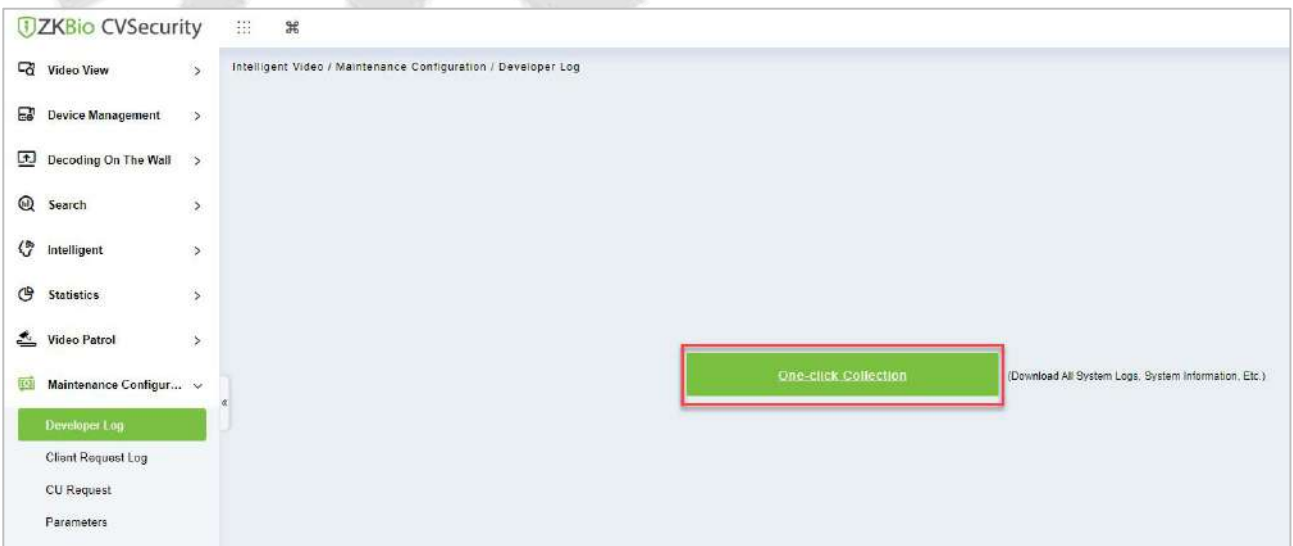 ZKBio CVSecurity
Intelligent Video / Maintenance Configuration / Developer Log
Video View
Device Management
Decoding On The Wall
Search
Intelligent
Statistics
Video Patrol
Maintenance Configur...
Developer Log
Client Request Log
CU Request
Parameters
One-click Collection
(Download All System Logs, System Information, Etc.)